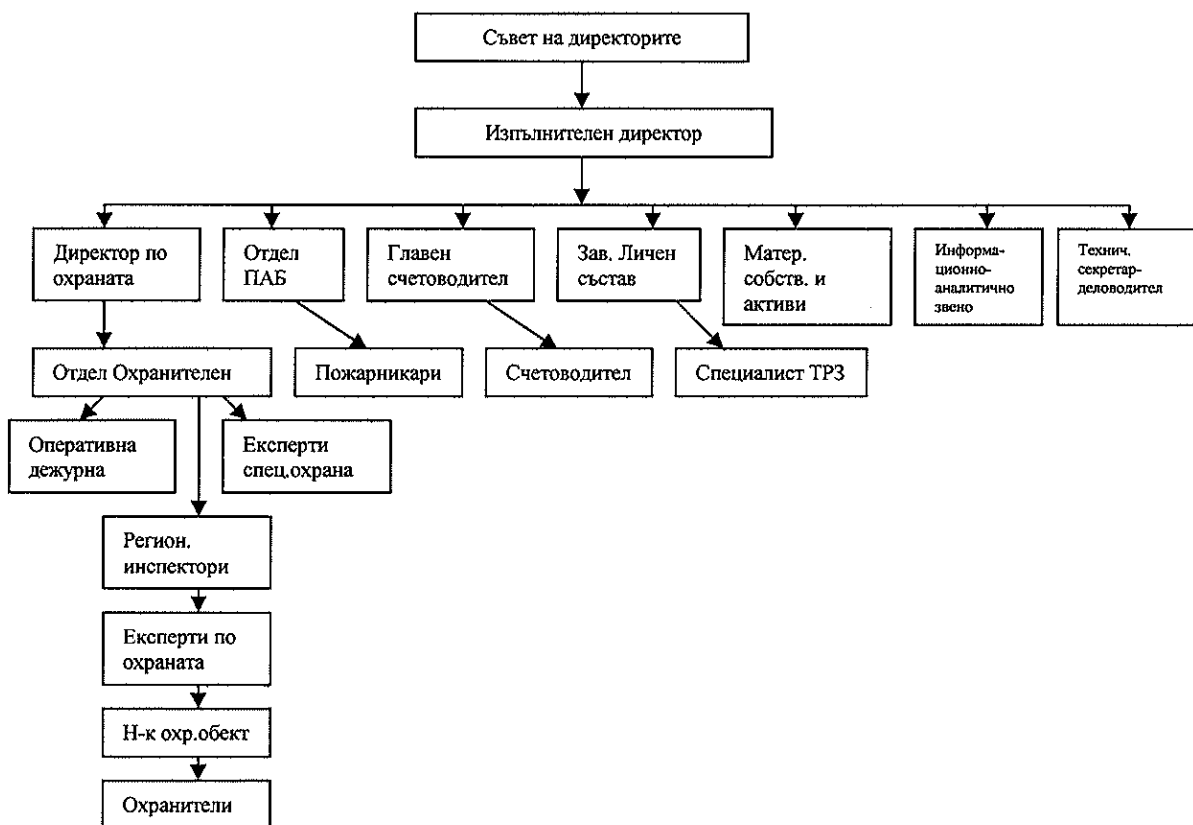 Съвет на директорите
Изпълнителен директор
Директор по
охраната
Отдел
ПАБ
Главен
счетоводител
Зав. Личен
състав
Матер.
собств. и
активи
Информа-
ционно-
аналитично
звено
Технич.
секретар-
деловодител
Отдел Охранителен
Пожарникари
Счетоводител
Специалист ТРЗ
Оперативна
дежурна
Експерти
спец.охрана
Регион.
инспектори
Експерти по
охраната
Н-к охр.обект
Охранители